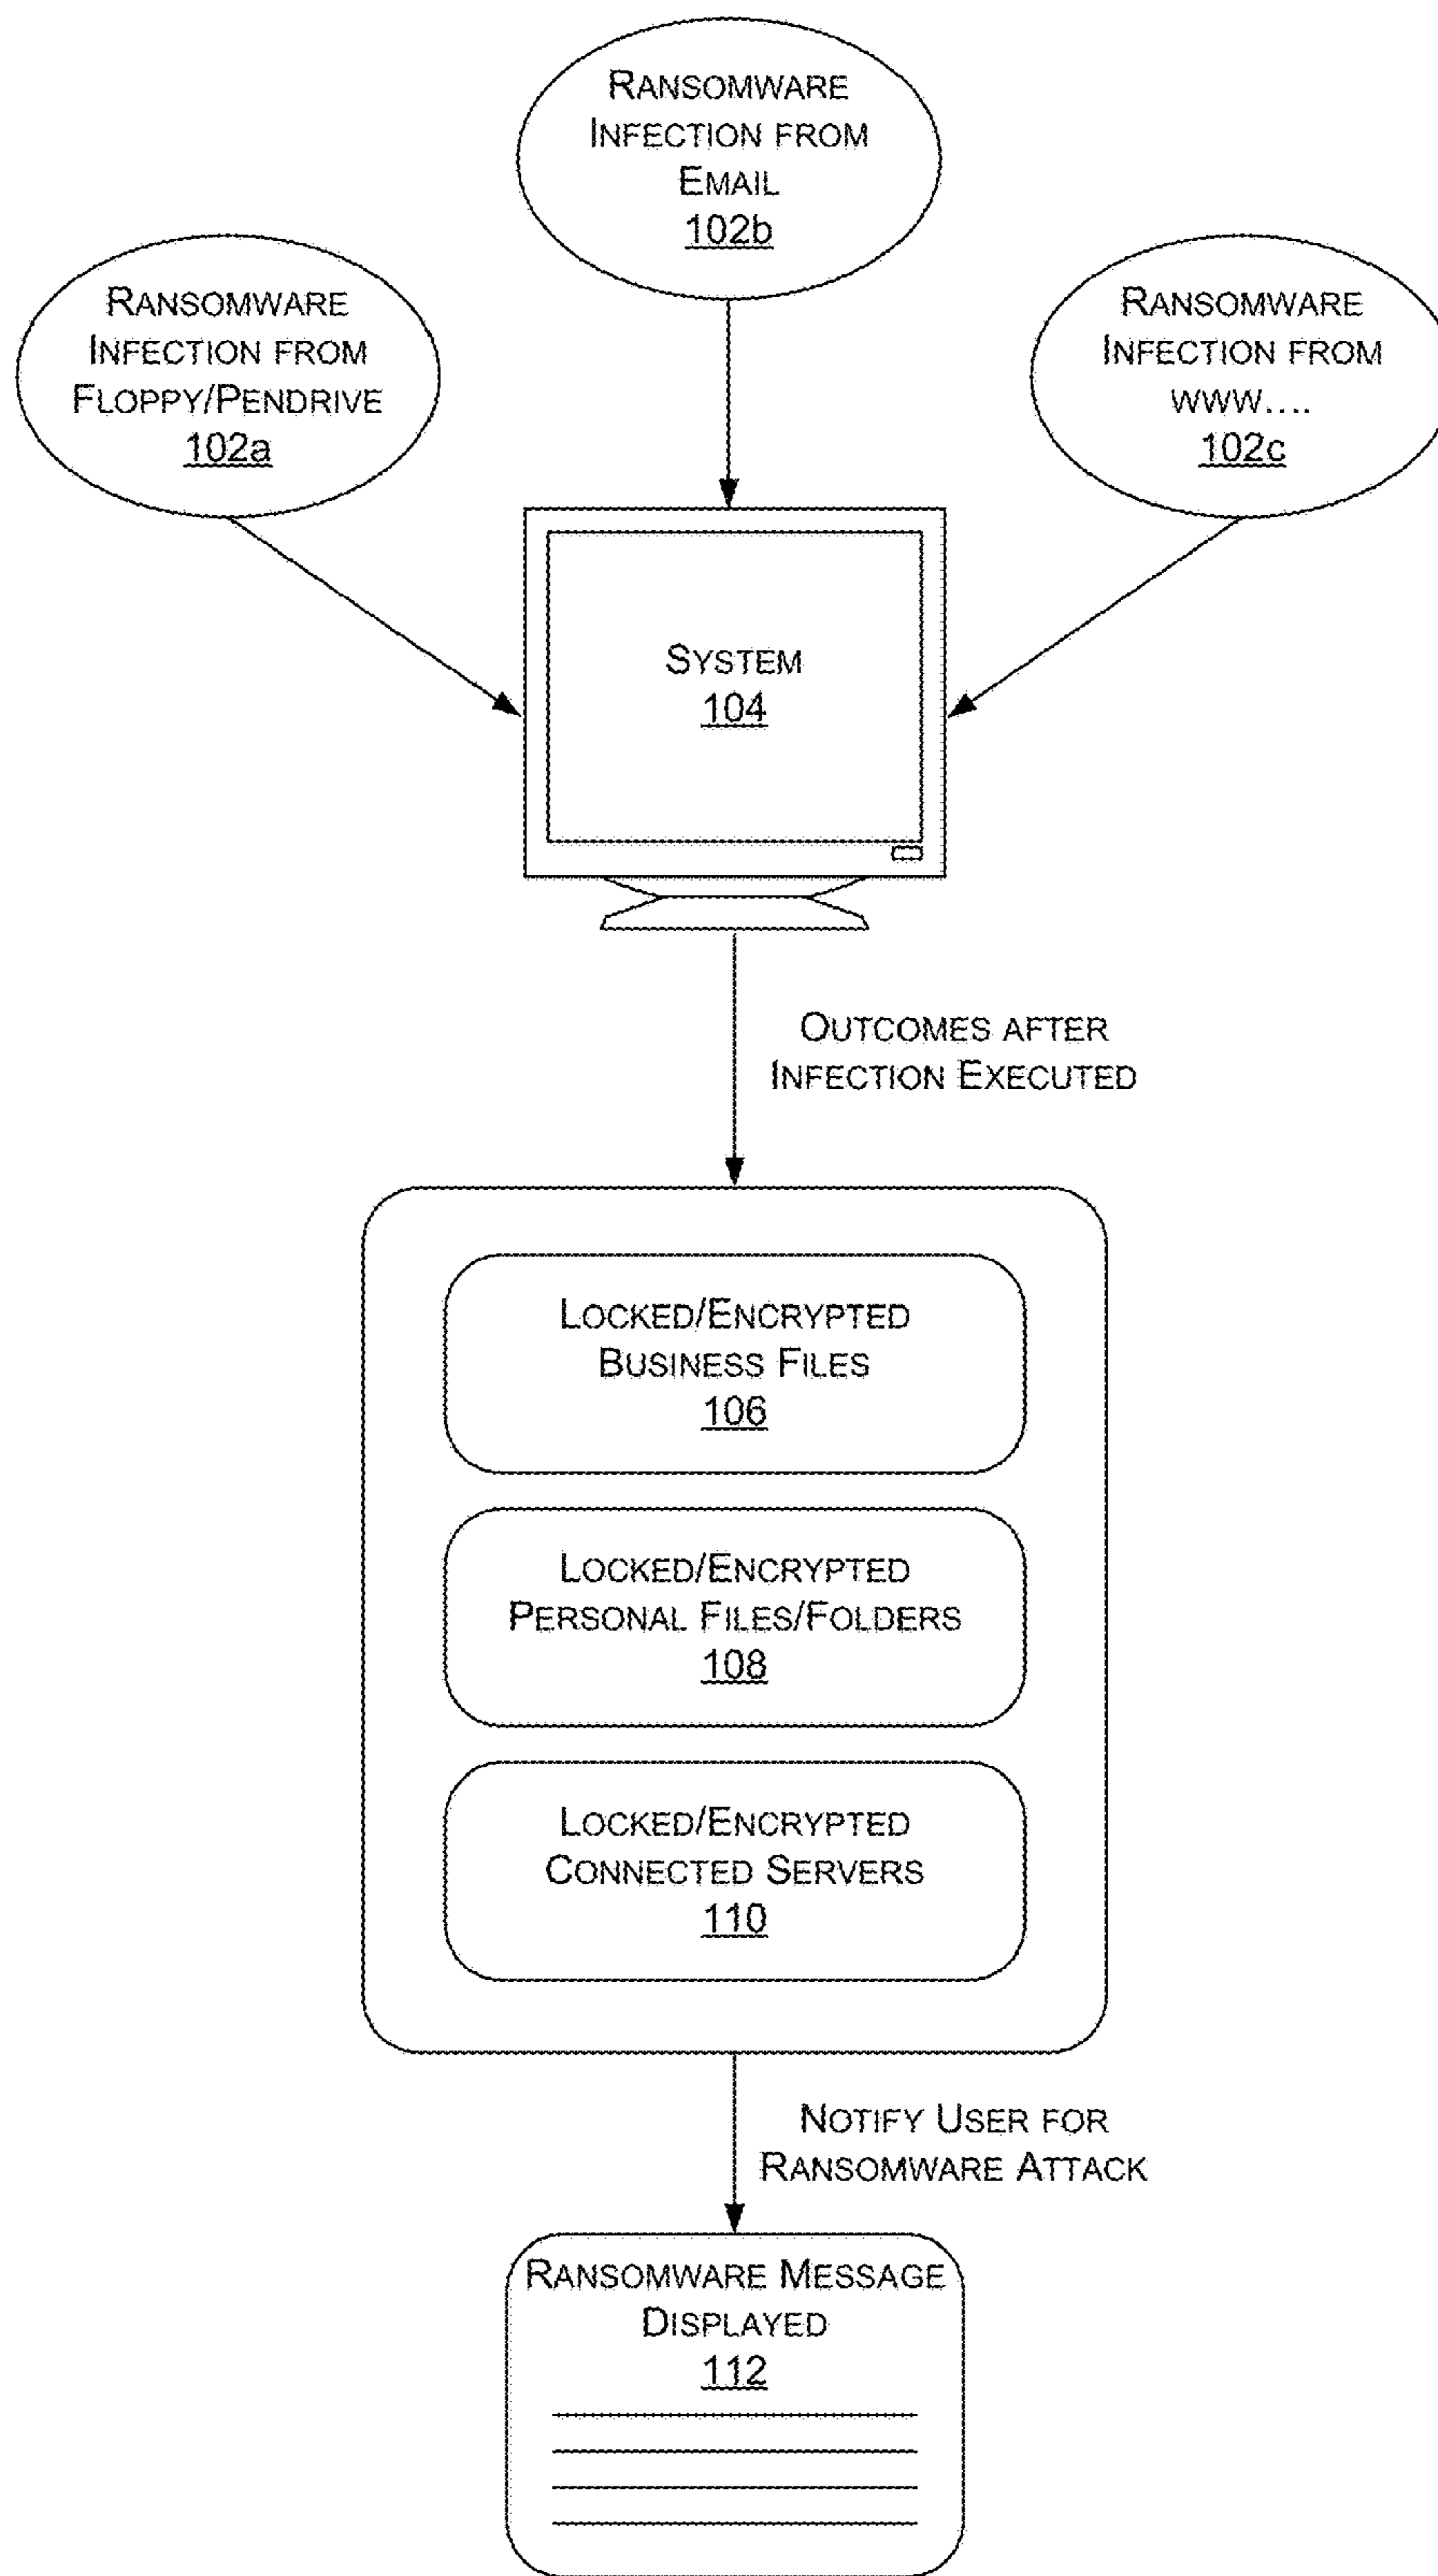 RANSOMWARE
INFECTION FROM
EMAIL
102b
RANSOMWARE
INFECTION FROM
FLOPPY/PENDRIVE
102a
RANSOMWARE
INFECTION FROM
WWW....
102c
SYSTEM
104
OUTCOMES AFTER
INFECTION EXECUTED
LOCKED/ENCRYPTED
BUSINESS FILES
106
LOCKED/ENCRYPTED
PERSONAL FILES/FOLDERS
108
LOCKED/ENCRYPTED
CONNECTED SERVERS
110
NOTIFY USER FOR
RANSOMWARE ATTACK
RANSOMWARE MESSAGE
DISPLAYED
112